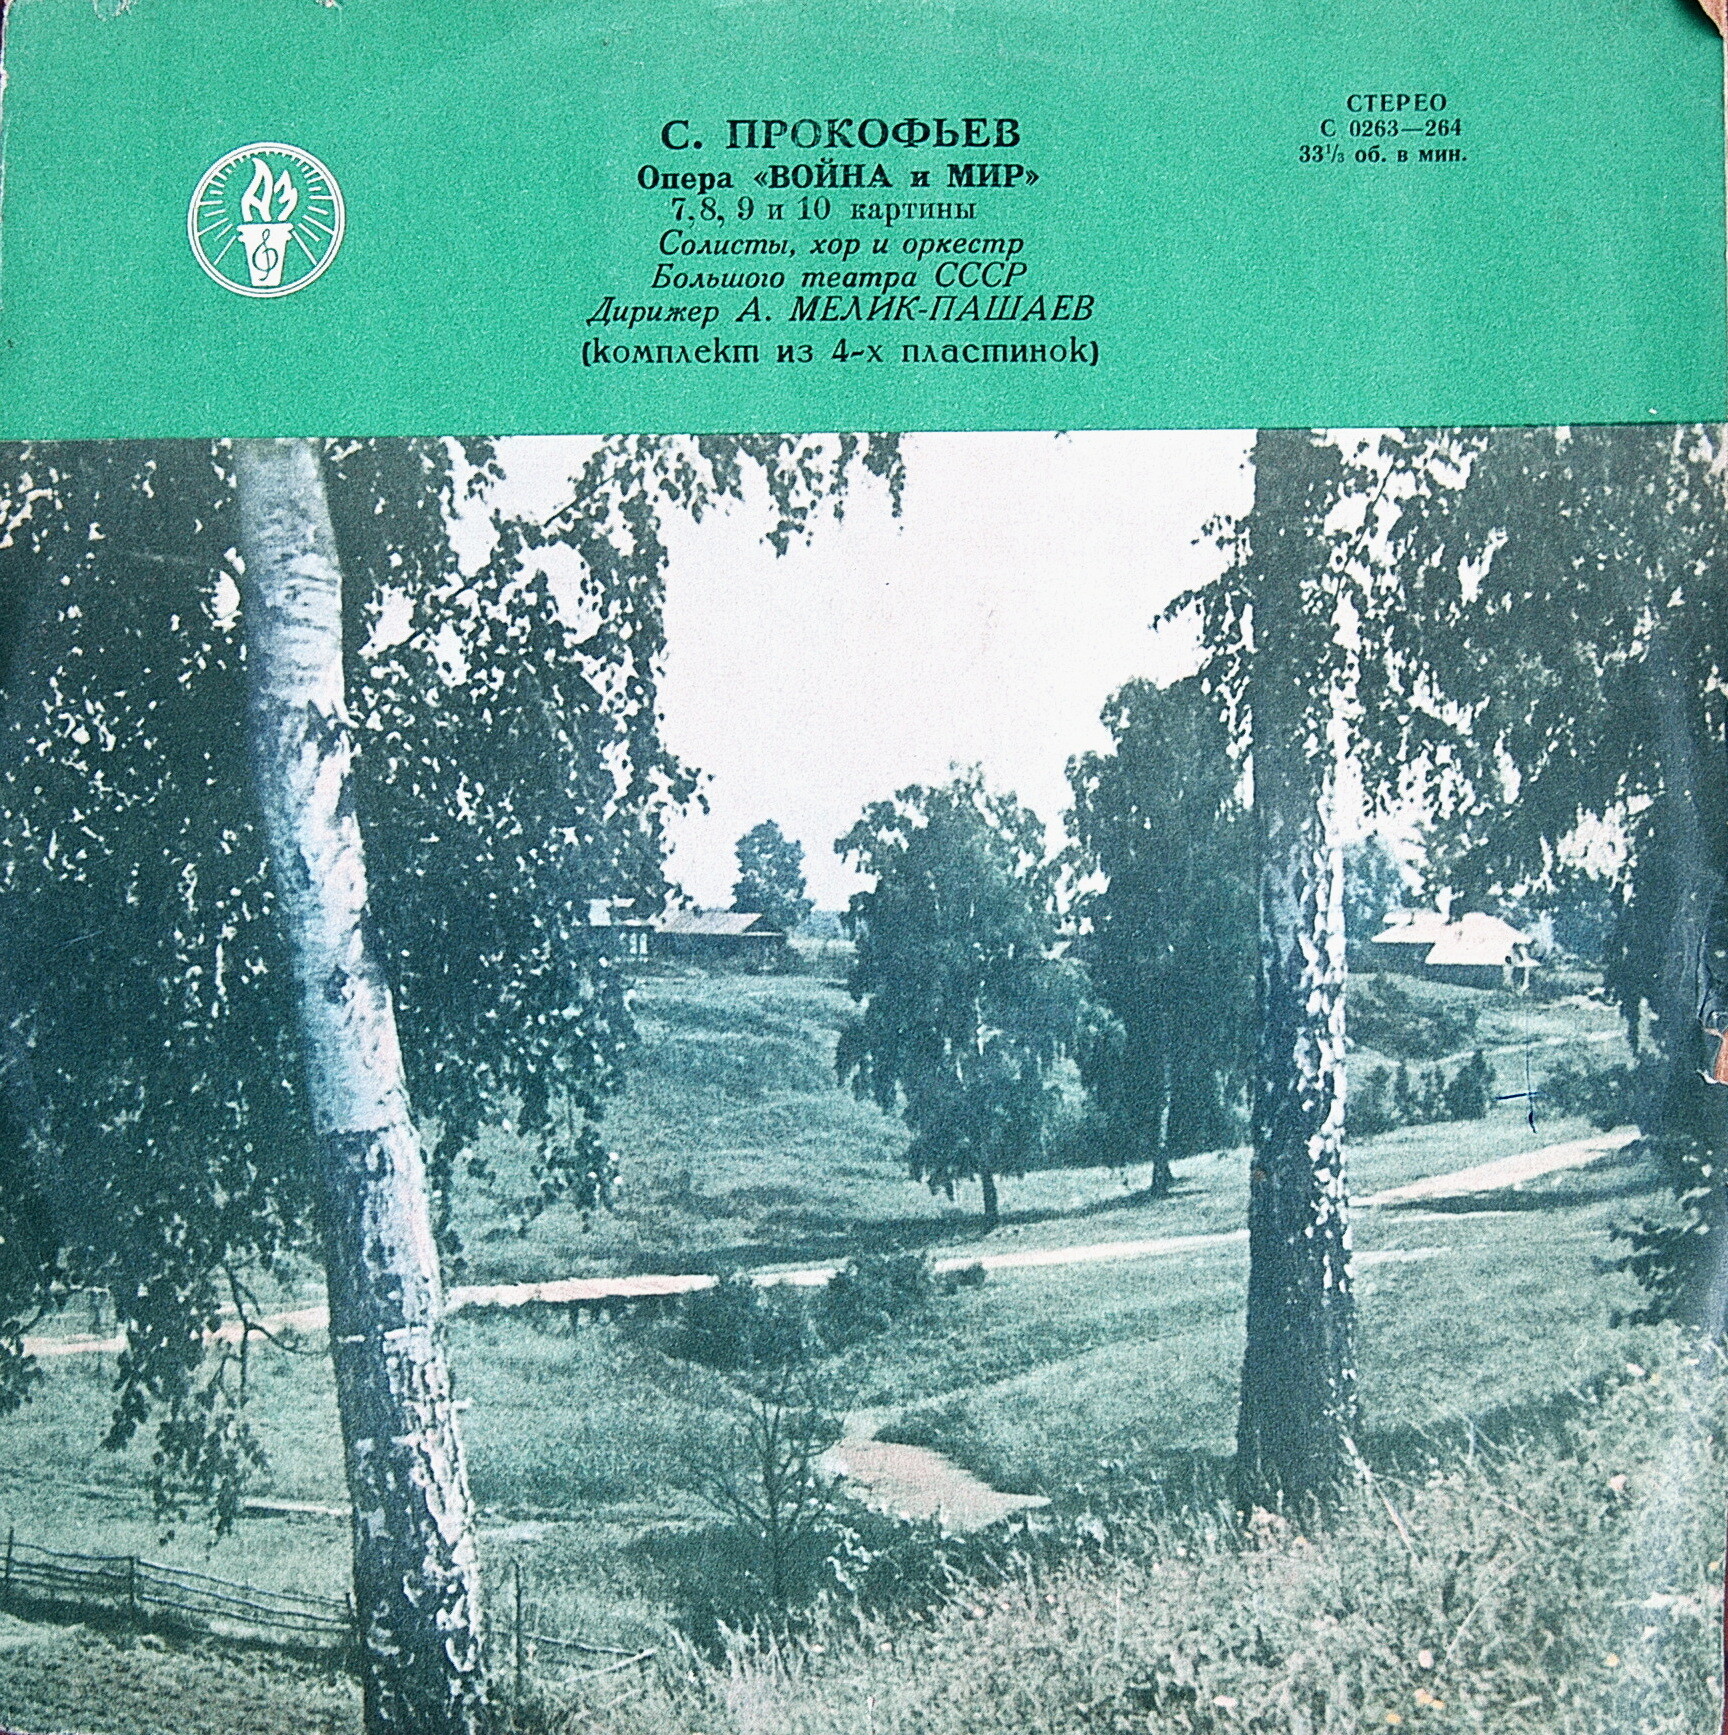 С. ПРОКОФЬЕВ
Опера «ВОЙНА и МИР»
7, 8, 9 и 10 картины
Солисты, хор и оркестр
Большого театра СССР
Дирижер А. МЕЛИК-ПАШАЕВ
(комплект из 4-х пластинок)
СТЕРЕО
С 0263—264
33⅓ об. в мин.
АЗ